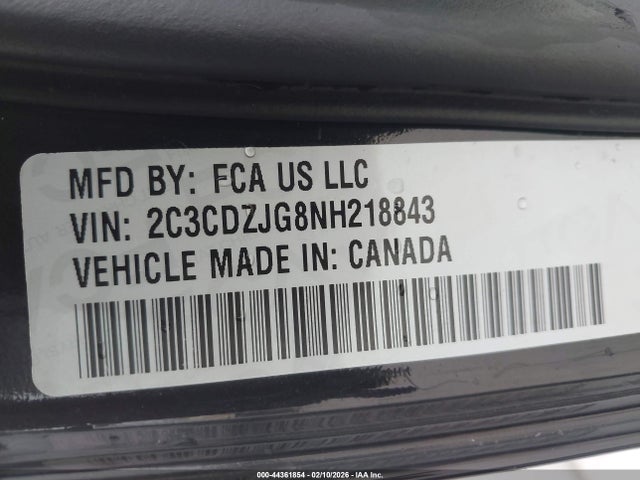 MFD BY: FCA US LLC
VIN: 2C3CDZJG8NH218843
VEHICLE MADE IN: CANADA
000-44361854 - 02/10/2026 - IAA Inc.